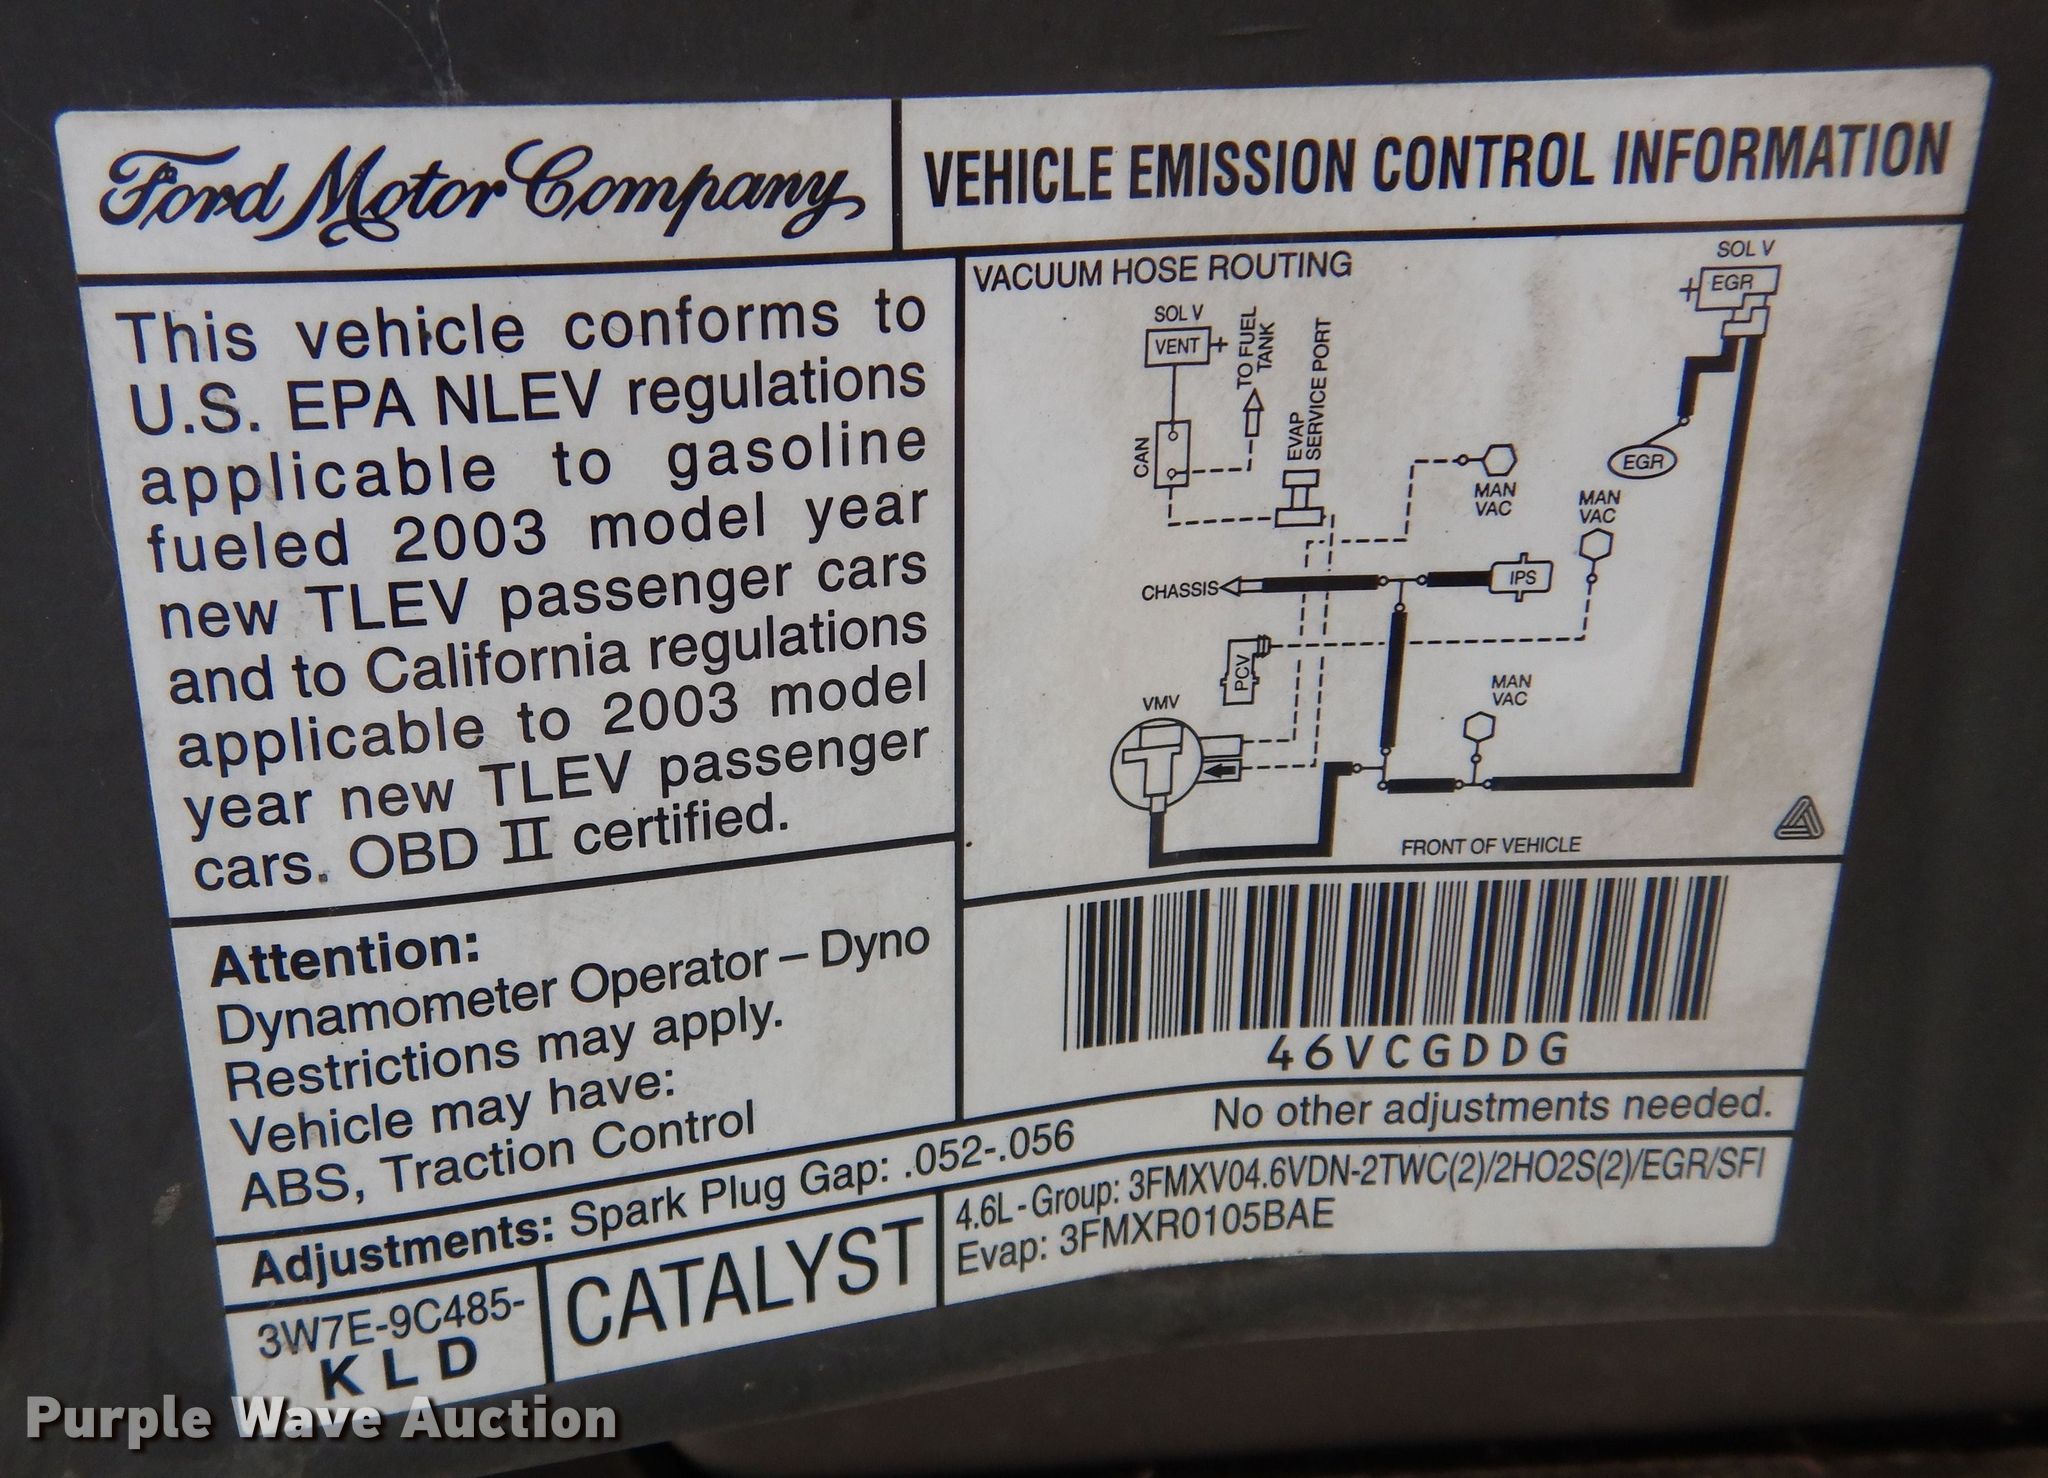 Ford Motor Company
VEHICLE EMISSION CONTROL INFORMATION
This vehicle conforms to
U.S. EPA NLEV regulations
applicable to gasoline
fueled 2003 model year
new TLEV passenger cars
and to California regulations
applicable to 2003 model
year new TLEV passenger
cars. OBD II certified.
VACUUM HOSE ROUTING
SOL V
VENT
+
TO FUEL
TANK
CAN
EVAP
SERVICE PORT
SOL V
EGR
+
EGR
MAN
VAC
MAN
VAC
CHASSIS
IPS
PCV
MAN
VAC
VMV
FRONT OF VEHICLE
46VCGDDG
Attention:
Dynamometer Operator – Dyno
Restrictions may apply.
Vehicle may have:
ABS, Traction Control
Adjustments: Spark Plug Gap: .052-.056 No other adjustments needed.
3W7E-9C485-
KLD
CATALYST
4.6L - Group: 3FMXV04.6VDN-2TWC(2)/2HO2S(2)/EGR/SFI
Evap: 3FMXR0105BAE
Purple Wave Auction